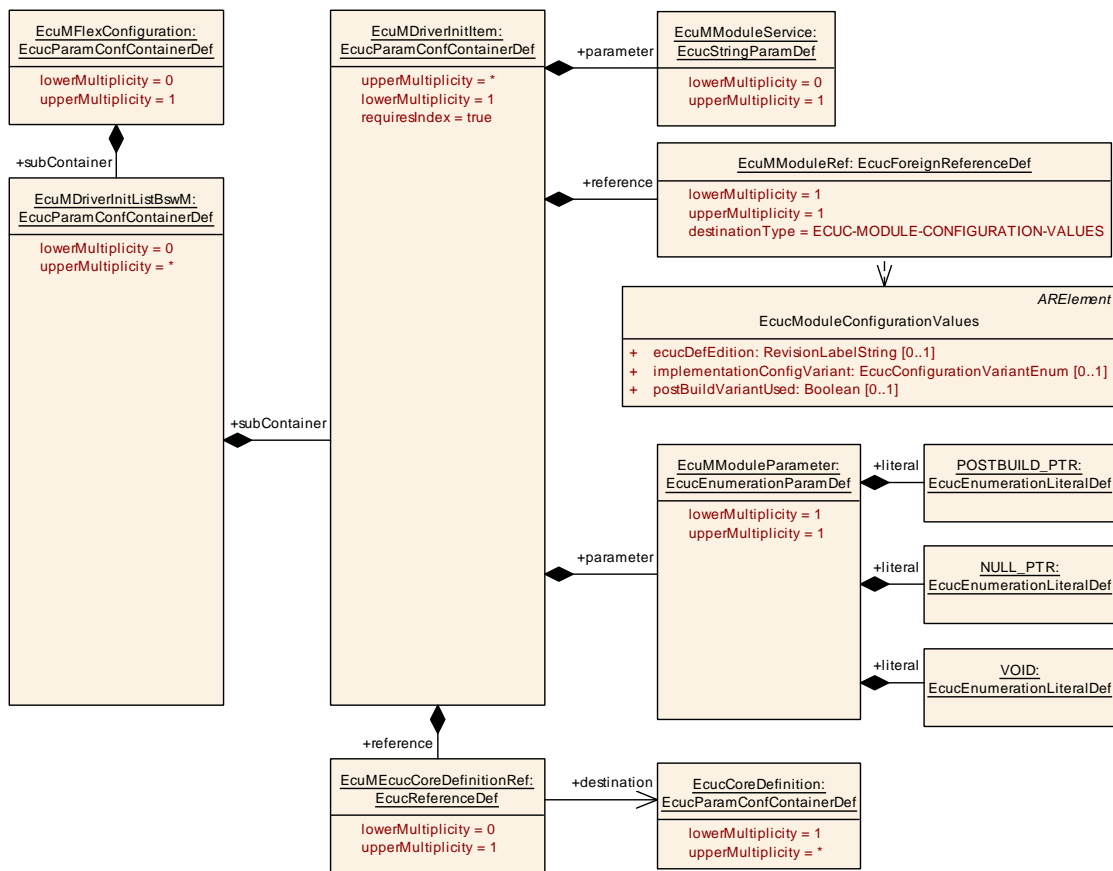 EcuMFlexConfiguration:
EcucParamConfContainerDef
lowerMultiplicity = 0
upperMultiplicity = 1
+subContainer
EcuMDriverInitListBswM:
EcucParamConfContainerDef
lowerMultiplicity = 0
upperMultiplicity = *
+subContainer
EcuMDriverInitItem:
EcucParamConfContainerDef
upperMultiplicity = *
lowerMultiplicity = 1
requiresIndex = true
+parameter
EcuMModuleService:
EcucStringParamDef
lowerMultiplicity = 0
upperMultiplicity = 1
+reference
EcuMModuleRef: EcucForeignReferenceDef
lowerMultiplicity = 1
upperMultiplicity = 1
destinationType = ECUC-MODULE-CONFIGURATION-VALUES
ARElement
EcucModuleConfigurationValues
+ ecucDefEdition: RevisionLabelString [0..1]
+ implementationConfigVariant: EcucConfigurationVariantEnum [0..1]
+ postBuildVariantUsed: Boolean [0..1]
+parameter
EcuMModuleParameter:
EcucEnumerationParamDef
lowerMultiplicity = 1
upperMultiplicity = 1
+literal
POSTBUILD_PTR:
EcucEnumerationLiteralDef
+literal
NULL_PTR:
EcucEnumerationLiteralDef
+literal
VOID:
EcucEnumerationLiteralDef
+reference
EcuMEcucCoreDefinitionRef:
EcucReferenceDef
lowerMultiplicity = 0
upperMultiplicity = 1
+destination
EcucCoreDefinition:
EcucParamConfContainerDef
lowerMultiplicity = 1
upperMultiplicity = *